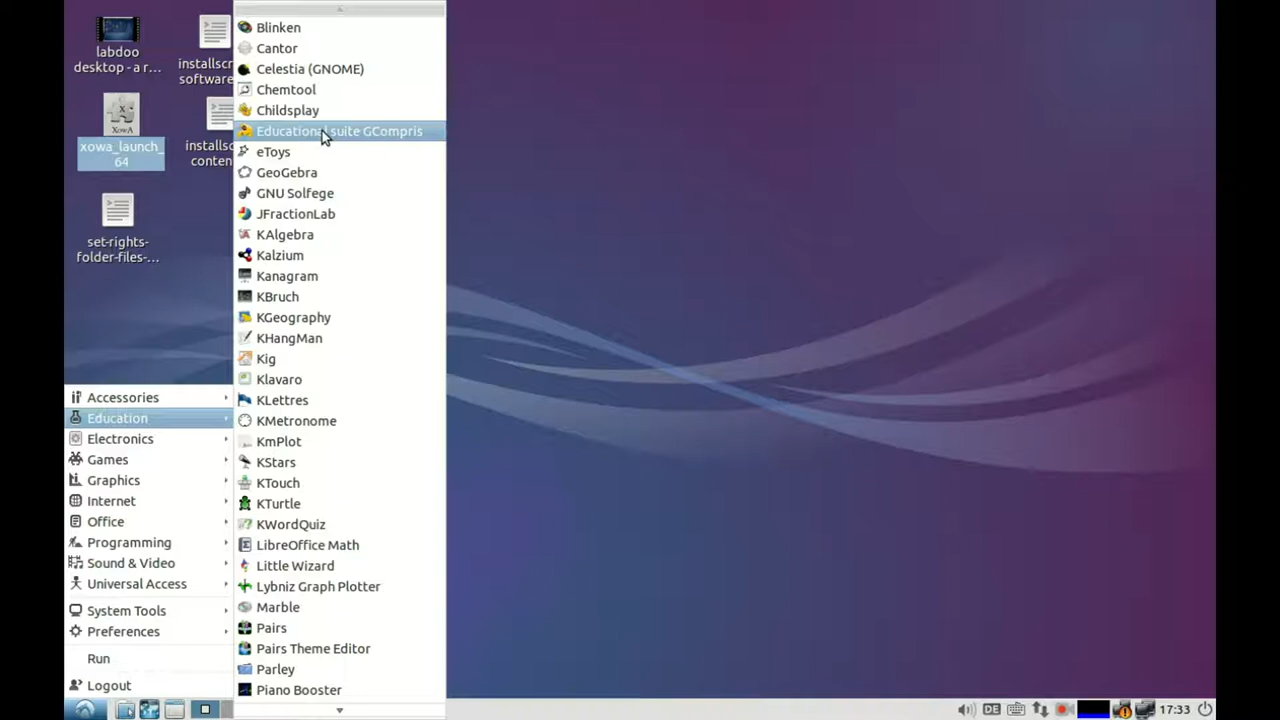 labdoo
desktop - a r...
installscr
software
XowA
xowa_launch_
64
installs
conten
set-rights-
folder-files-...
Accessories
Education
Electronics
Games
Graphics
Internet
Office
Programming
Sound & Video
Universal Access
System Tools
Preferences
Run
Logout
Blinken
Cantor
Celestia (GNOME)
Chemtool
Childsplay
Educational suite GCompris
eToys
GeoGebra
GNU Solfege
JFractionLab
KAlgebra
Kalzium
Kanagram
KBruch
KGeography
KHangMan
Kig
Klavaro
KLettres
KMetronome
KmPlot
KStars
KTouch
KTurtle
KWordQuiz
LibreOffice Math
Little Wizard
Lybniz Graph Plotter
Marble
Pairs
Pairs Theme Editor
Parley
Piano Booster
DE
17:33